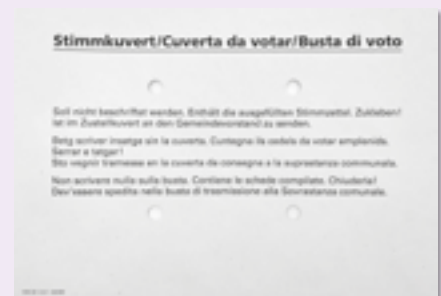 Stimmkuvert/Cuverta da votar/Busta di voto
Soll nicht beschriftet werden. Enthält die ausgefüllten Stimmzettel. Zukleben!
Ist im Zustellkuvert an den Gemeindevorstand zu senden.
Betg scriver insatge sin la cuverta. Cuntegna ils cedels da votar emplenids.
Serrar e tatgar!
Sto vegnir tramessa en la cuverta da consegna a la suprastanza communala.
Non scrivere nulla sulla busta. Contiene le schede compilate. Chiuderla!
Dev'essere spedita nella busta di trasmissione alla Sovrastanza comunale.